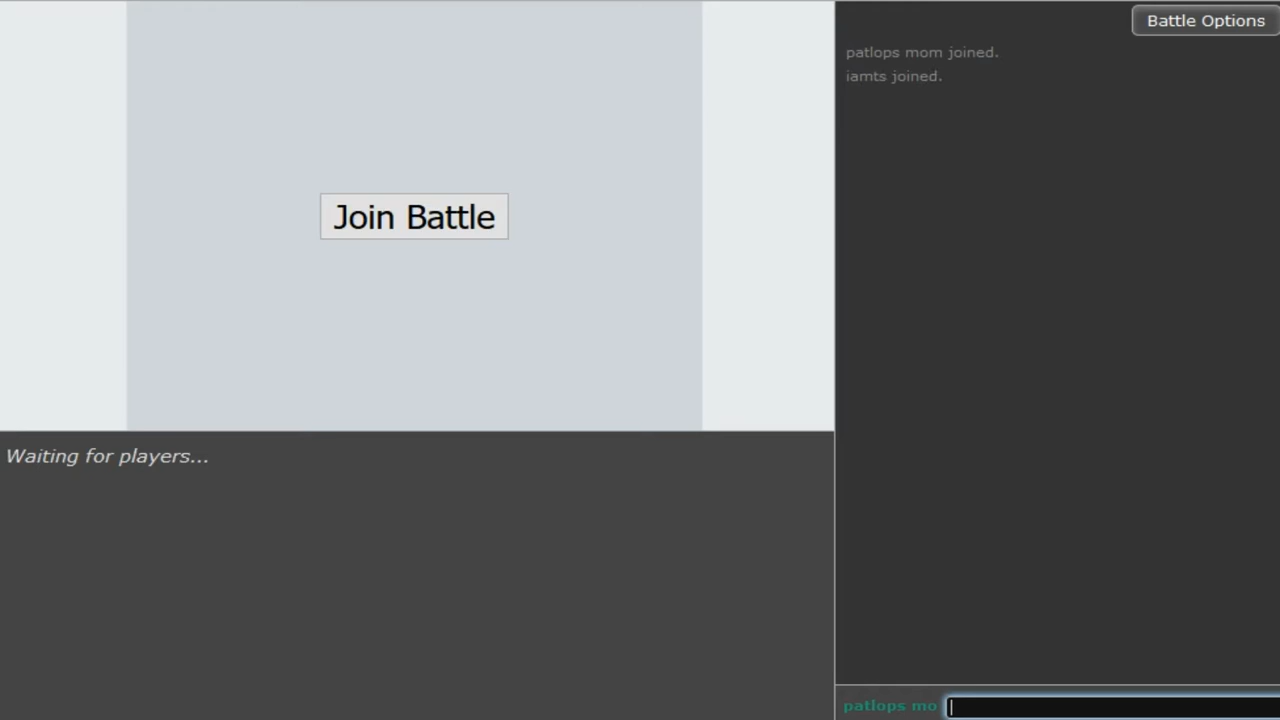 Battle Options
patlops mom joined.
iamts joined.
Join Battle
Waiting for players...
patlops mo